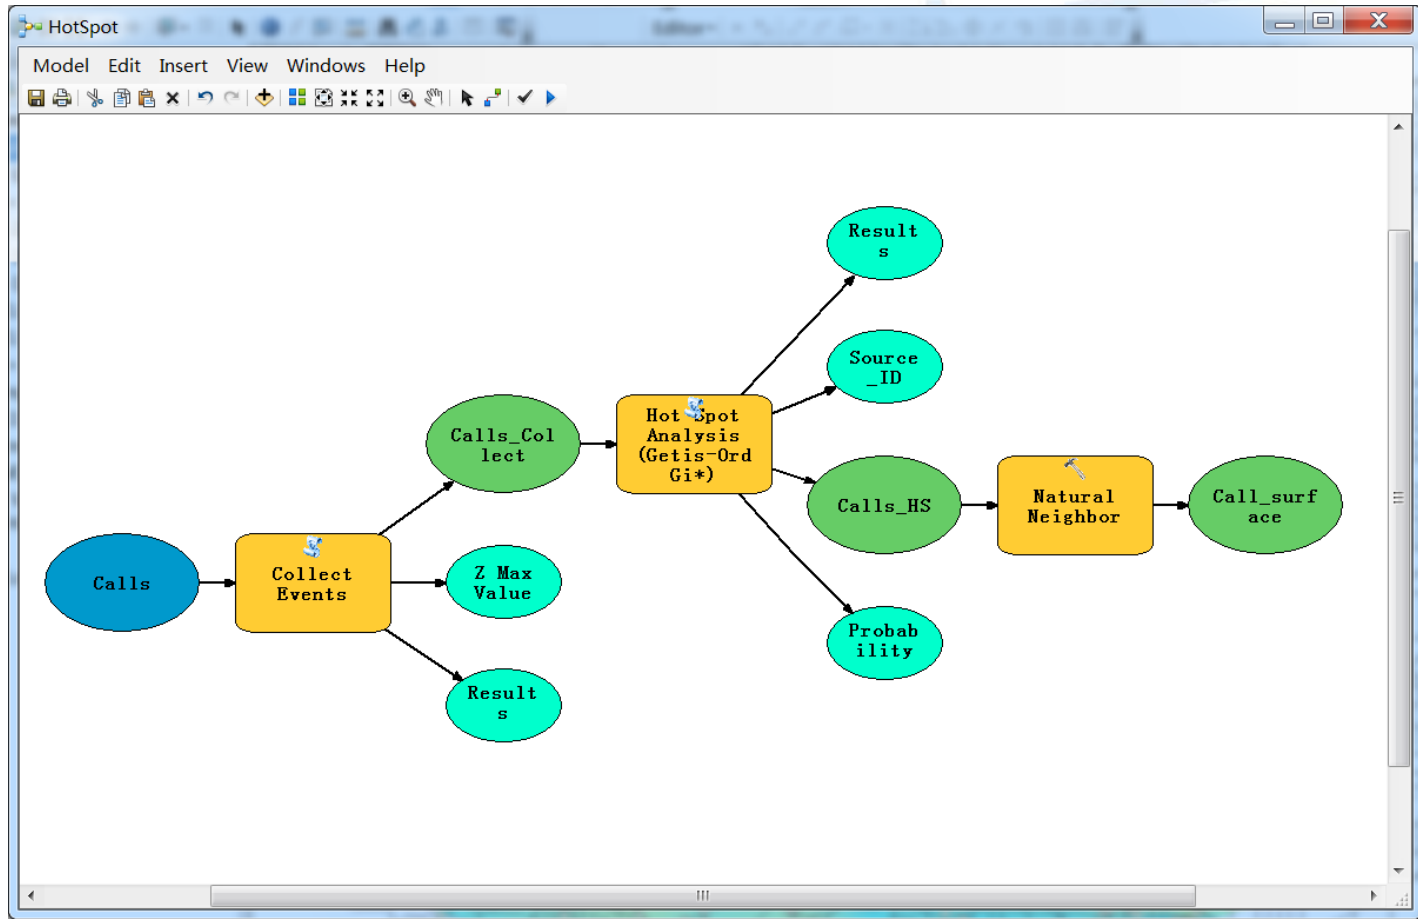 HotSpot
Model Edit Insert View Windows Help
Result
s
Source
_ID
Calls_Col
lect
Hot Spot
Analysis
(Getis-Ord
Gi*)
Calls_HS
Natural
Neighbor
Call_surf
ace
Calls
Collect
Events
Z Max
Value
Probab
ility
Result
s